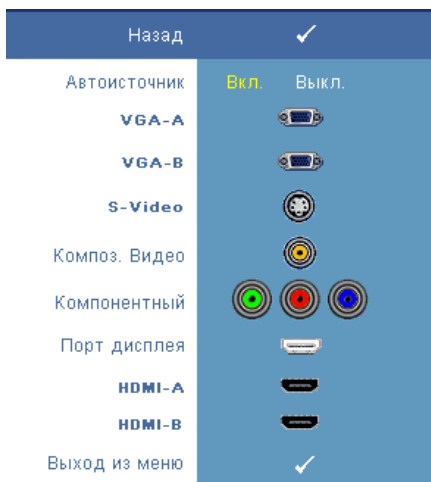 Назад
Автоисточник Вкл. Выкл.
VGA-A
VGA-B
S-Video
Композ. Видео
Компонентный
Порт дисплея
HDMI-A
HDMI-B
Выход из меню